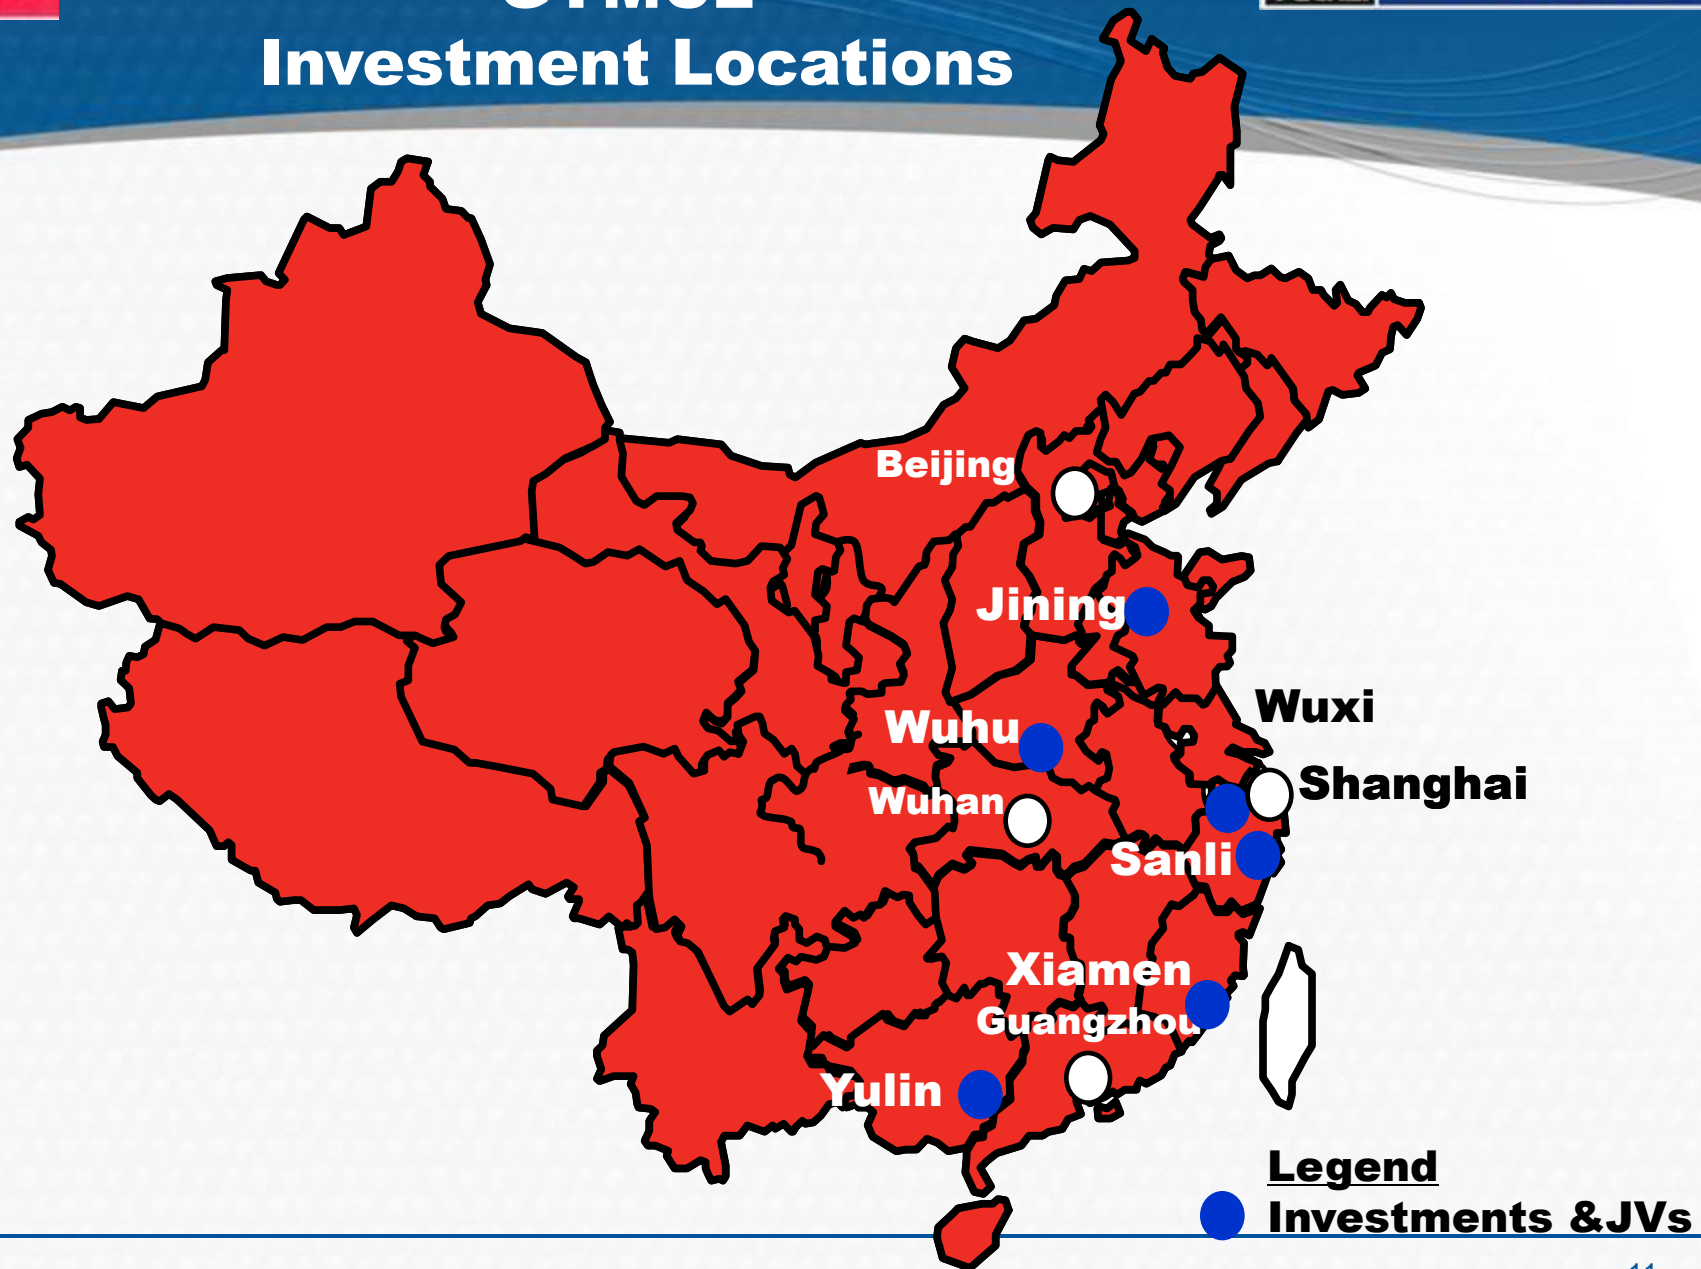 Investment Locations
Beijing
Jining
Wuxi
Wuhu
Shanghai
Wuhan
Sanli
Xiamen
Guangzhou
Yulin
Legend
Investments &JVs